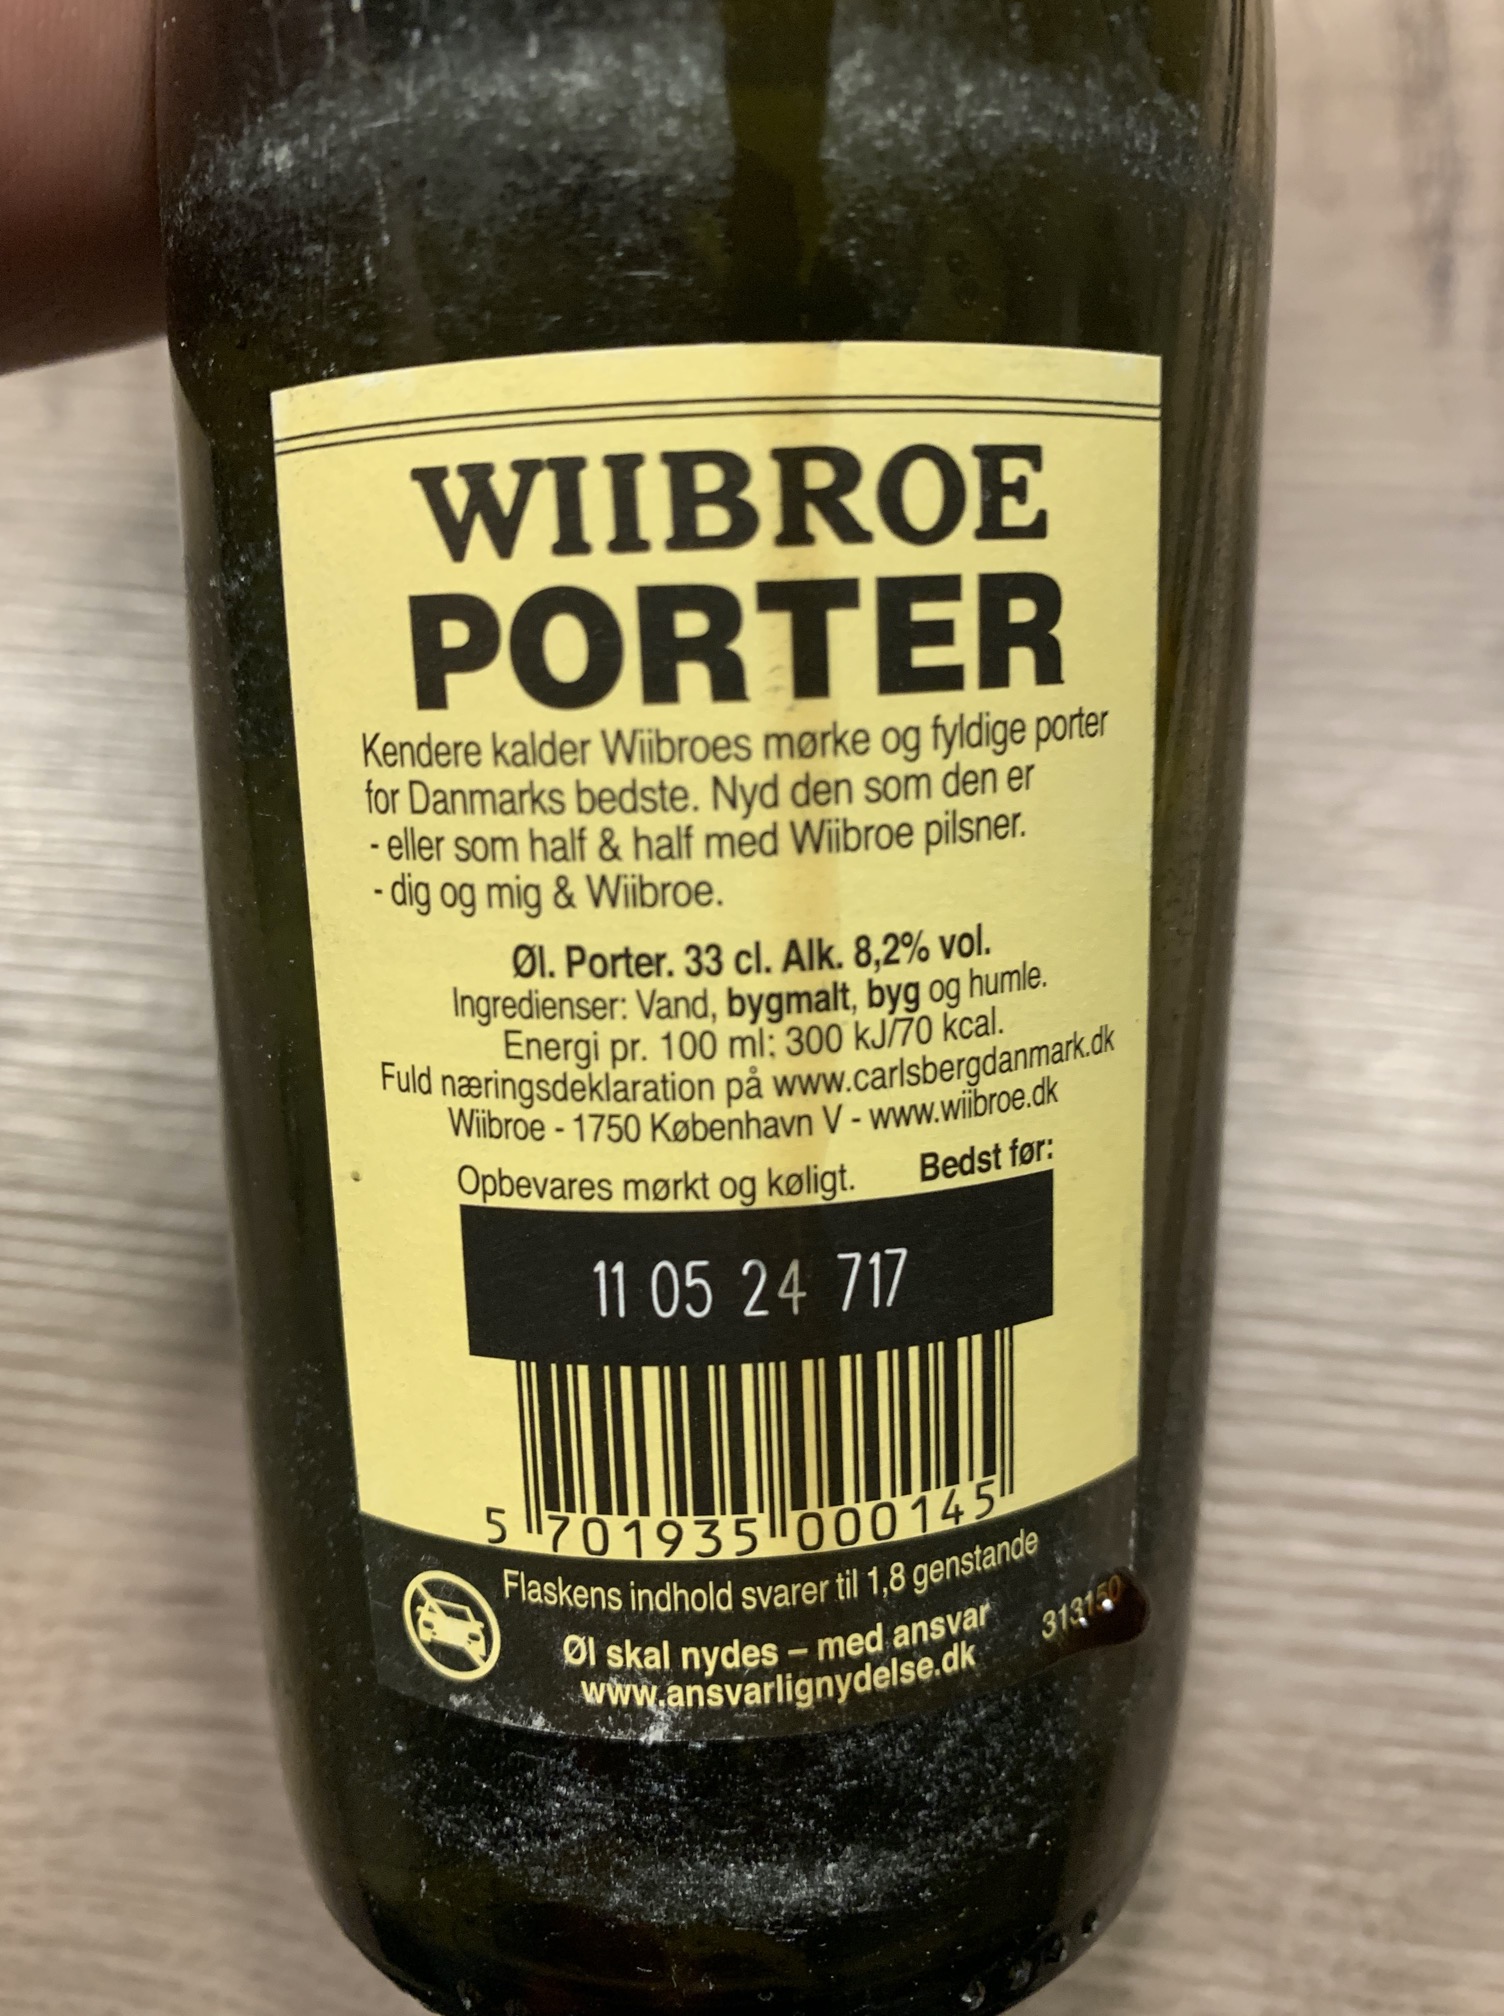 WIIBROE
PORTER
Kendere kalder Wiibroes mørke og fyldige porter
for Danmarks bedste. Nyd den som den er
- eller som half & half med Wiibroe pilsner.
- dig og mig & Wiibroe.
Øl. Porter. 33 cl. Alk. 8,2% vol.
Ingredienser: Vand, bygmalt, byg og humle.
Energi pr. 100 ml: 300 kJ/70 kcal.
Fuld næringsdeklaration på www.carlsbergdanmark.dk
Wiibroe - 1750 København V - www.wiibroe.dk
Opbevares mørkt og køligt. Bedst før:
11 05 24 717
5 701935 000145
Flaskens indhold svarer til 1,8 genstande
Øl skal nydes – med ansvar
www.ansvarlignydelse.dk
313150